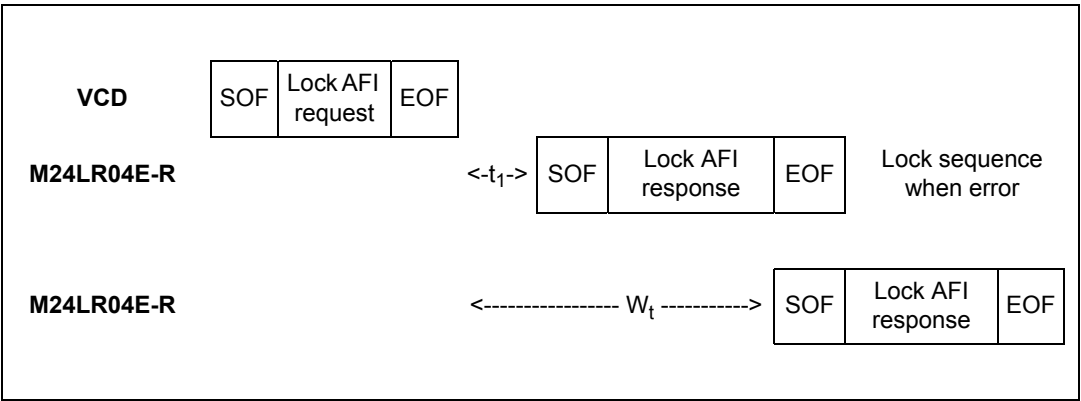 VCD
SOF
Lock AFI
request
EOF
M24LR04E-R
<-t1->
SOF
Lock AFI
response
EOF
Lock sequence
when error
M24LR04E-R
<----------------- Wt ----------->
SOF
Lock AFI
response
EOF